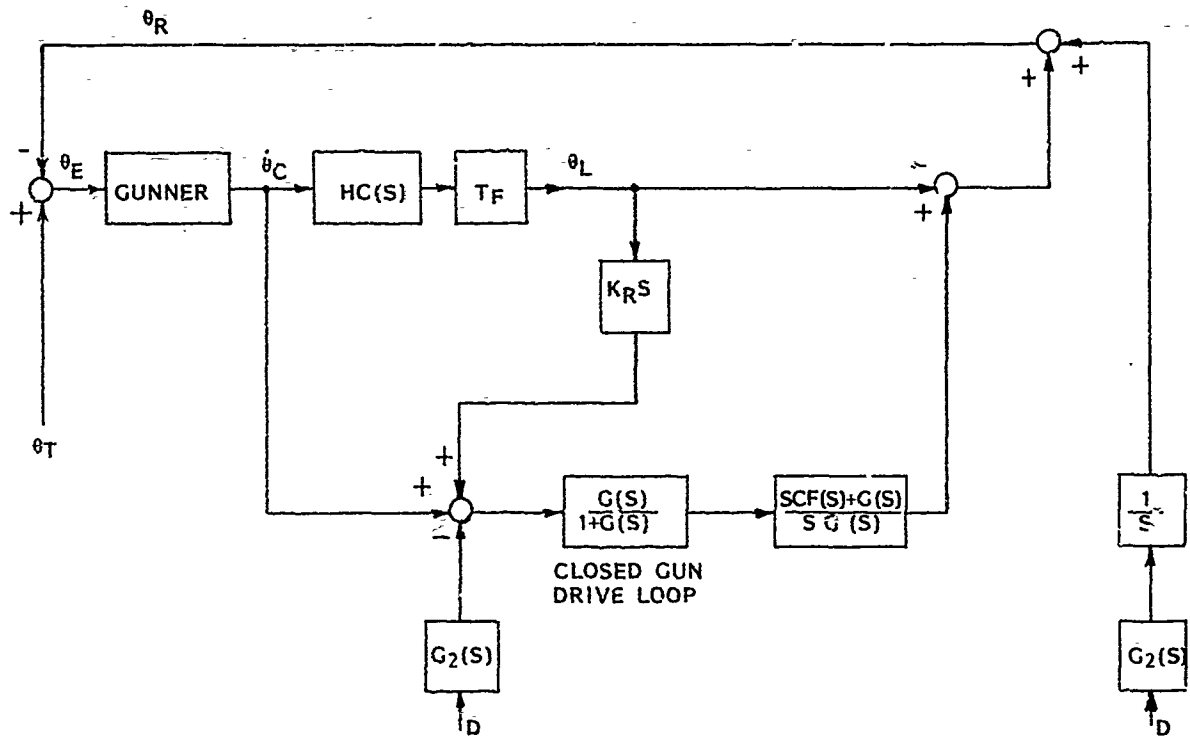 θR
+
+
-
θE
GUNNER
θ̇C
HC(S)
TF
θL
-
+
+
KRS
θT
+
+
-
G(S)
1+G(S)
SCF(S)+G(S)
S G (S)
1
S
CLOSED GUN
DRIVE LOOP
G2(S)
G2(S)
D
D